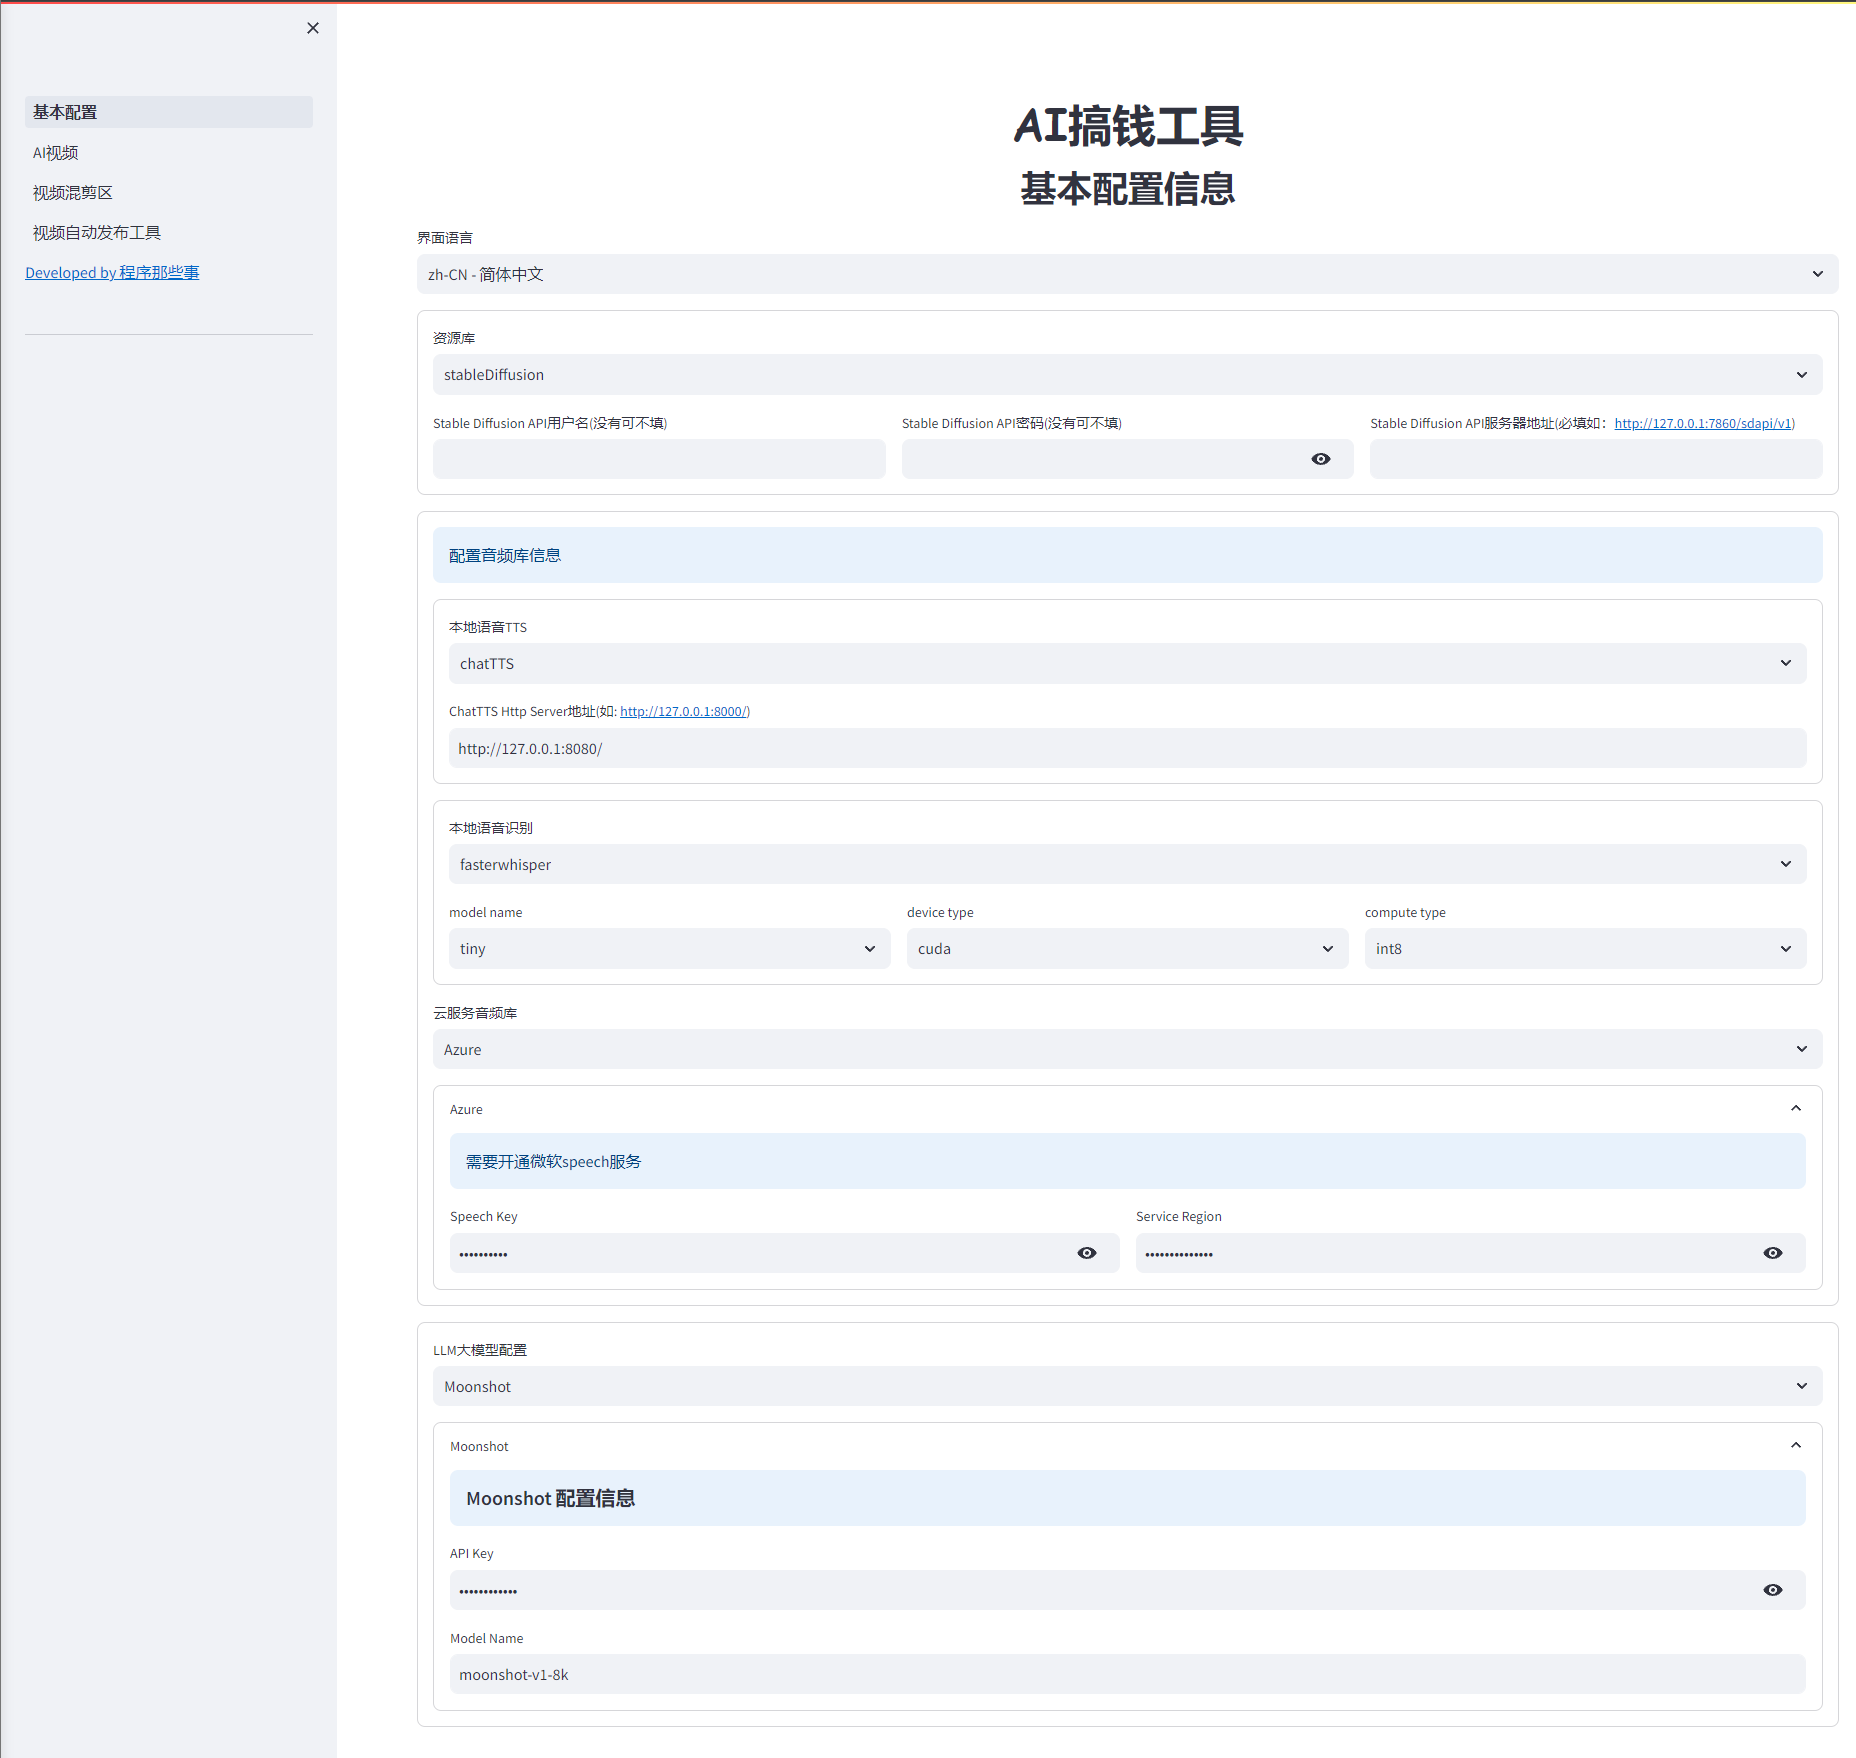 基本配置
AI视频
视频混剪区
视频自动发布工具
Developed by 程序那些事
AI搞钱工具
基本配置信息
界面语言
zh-CN - 简体中文
资源库
stableDiffusion
Stable Diffusion API用户名(没有可不填)
Stable Diffusion API密码(没有可不填)
Stable Diffusion API服务器地址(必填如：http://127.0.0.1:7860/sdapi/v1)
配置音频库信息
本地语音TTS
chatTTS
ChatTTS Http Server地址(如: http://127.0.0.1:8000/)
http://127.0.0.1:8080/
本地语音识别
fasterwhisper
model name
device type
compute type
tiny
cuda
int8
云服务音频库
Azure
Azure
需要开通微软speech服务
Speech Key
Service Region
••••••••••
••••••••••••••
LLM大模型配置
Moonshot
Moonshot
Moonshot 配置信息
API Key
••••••••••••
Model Name
moonshot-v1-8k